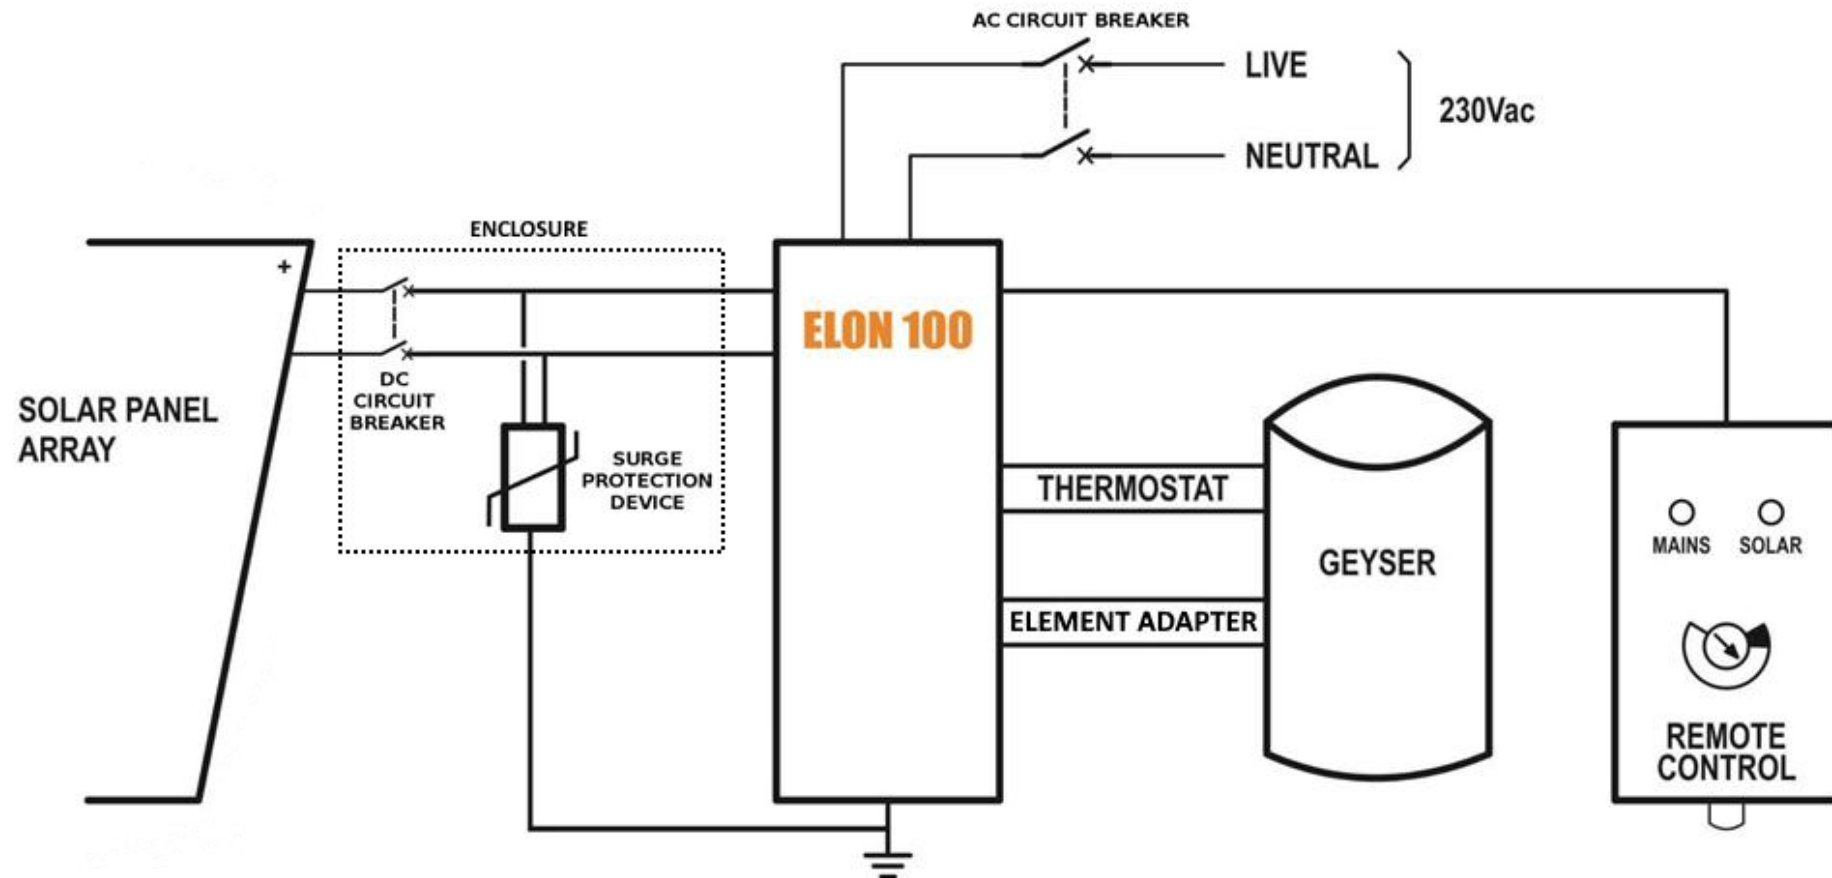 AC CIRCUIT BREAKER
LIVE
230Vac
NEUTRAL
ENCLOSURE
+
ELON 100
DC
CIRCUIT
BREAKER
SOLAR PANEL
ARRAY
SURGE
PROTECTION
DEVICE
THERMOSTAT
GEYSER
ELEMENT ADAPTER
MAINS SOLAR
REMOTE
CONTROL